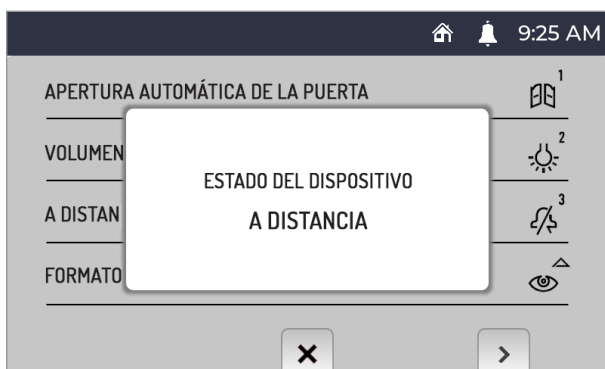 9:25 AM
APERTURA AUTOMÁTICA DE LA PUERTA
1
VOLUMEN
2
ESTADO DEL DISPOSITIVO
A DISTAN
A DISTANCIA
3
FORMATO